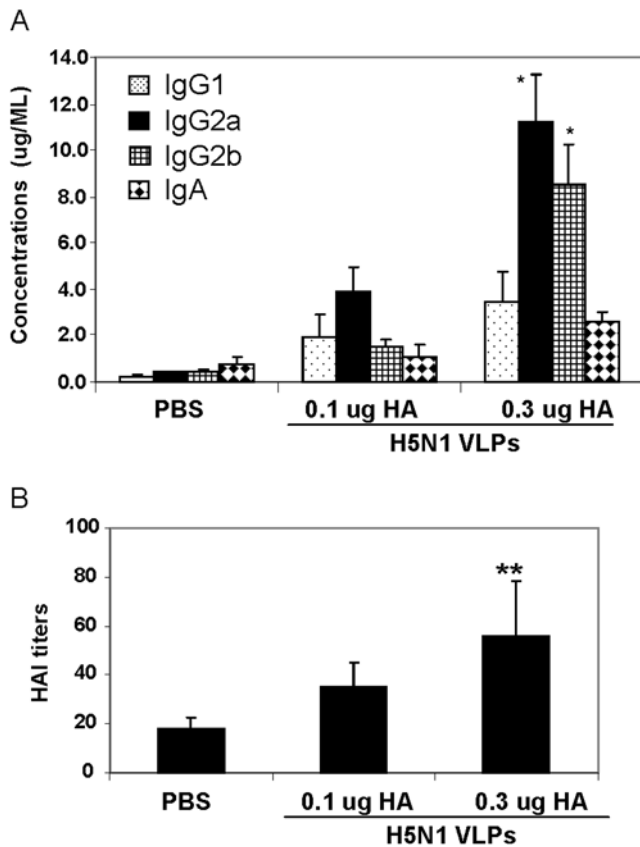 A
14.0
12.0
10.0
8.0
6.0
4.0
2.0
0.0
Concentrations (ug/ML)
IgG1
IgG2a
IgG2b
IgA
*
*
PBS
0.1 ug HA
0.3 ug HA
H5N1 VLPs
B
100
80
60
40
20
0
HAI titers
**
PBS
0.1 ug HA
0.3 ug HA
H5N1 VLPs